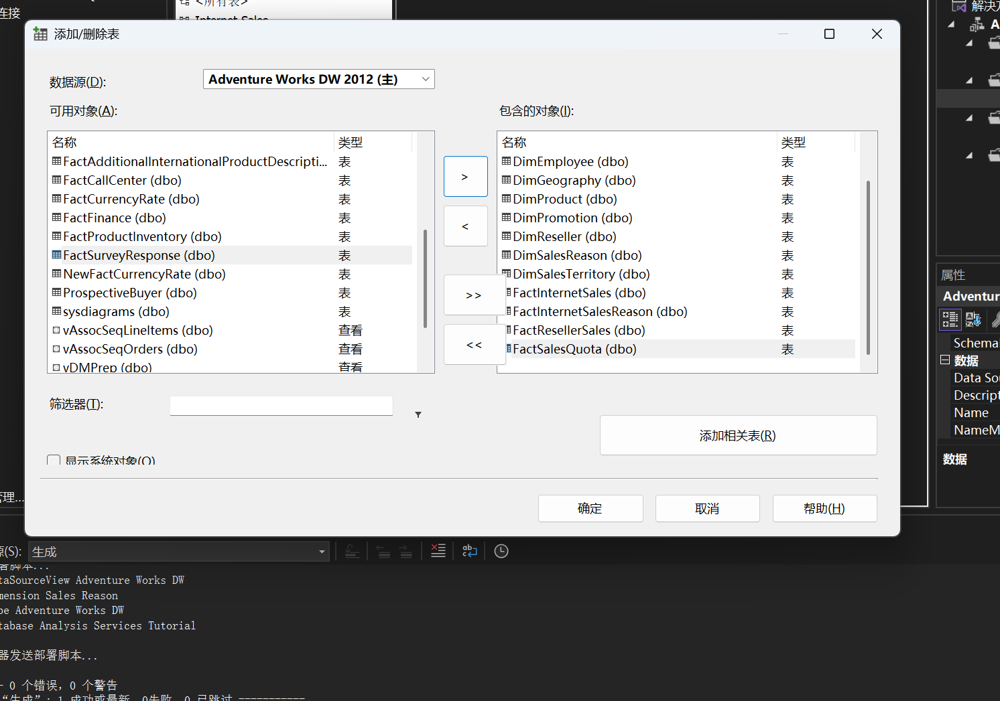 连接
<所有表>
Internet Sales
解决方
添加/删除表
数据源(D):
Adventure Works DW 2012 (主)
可用对象(A):
包含的对象(I):
名称 类型
FactAdditionalInternationalProductDescripti... 表
FactCallCenter (dbo) 表
FactCurrencyRate (dbo) 表
FactFinance (dbo) 表
FactProductInventory (dbo) 表
FactSurveyResponse (dbo) 表
NewFactCurrencyRate (dbo) 表
ProspectiveBuyer (dbo) 表
sysdiagrams (dbo) 表
vAssocSeqLineItems (dbo) 查看
vAssocSeqOrders (dbo) 查看
vDMPrep (dbo) 查看
>
<
>>
<<
名称 类型
DimEmployee (dbo) 表
DimGeography (dbo) 表
DimProduct (dbo) 表
DimPromotion (dbo) 表
DimReseller (dbo) 表
DimSalesReason (dbo) 表
DimSalesTerritory (dbo) 表
FactInternetSales (dbo) 表
FactInternetSalesReason (dbo) 表
FactResellerSales (dbo) 表
FactSalesQuota (dbo) 表
筛选器(T):
添加相关表(R)
显示系统对象(O)
确定
取消
帮助(H)
属性
Adventur
Schema
数据
Data Sou
Descript
Name
NameM
数据
管理...
源(S):
生成
署脚本...
taSourceView Adventure Works DW
mension Sales Reason
be Adventure Works DW
tabase Analysis Services Tutorial
器发送部署脚本...
- 0 个错误，0 个警告
“生成”: 1 成功或最新，0失败，0 已跳过 ===========